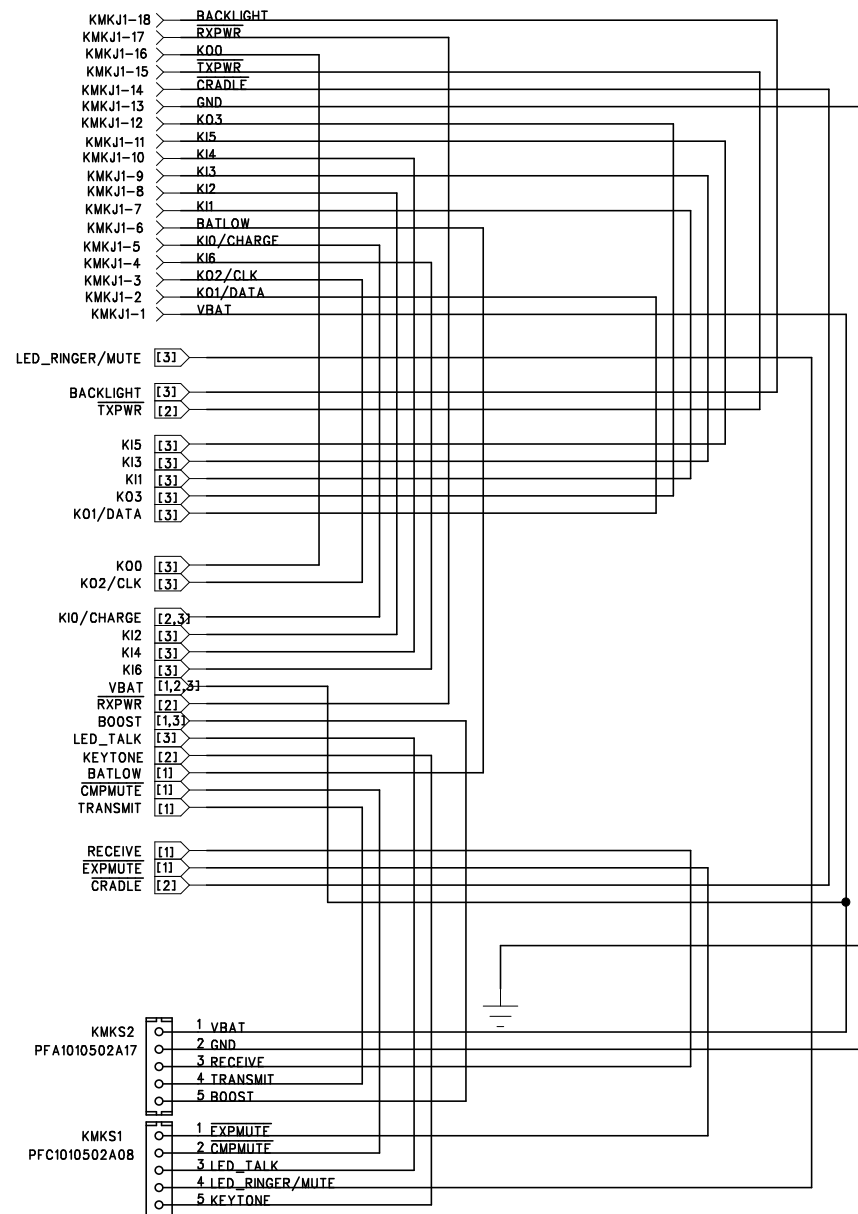 KMKJ1-18 BACKLIGHT
KMKJ1-17 RXPWR
KMKJ1-16 KO0
KMKJ1-15 TXPWR
KMKJ1-14 CRADLE
KMKJ1-13 GND
KMKJ1-12 KO3
KMKJ1-11 KI5
KMKJ1-10 KI4
KMKJ1-9 KI3
KMKJ1-8 KI2
KMKJ1-7 KI1
KMKJ1-6 BATLOW
KMKJ1-5 KI0/CHARGE
KMKJ1-4 KI6
KMKJ1-3 KO2/CLK
KMKJ1-2 KO1/DATA
KMKJ1-1 VBAT
LED_RINGER/MUTE [3]
BACKLIGHT [3]
TXPWR [2]
KI5 [3]
KI3 [3]
KI1 [3]
KO3 [3]
KO1/DATA [3]
KO0 [3]
KO2/CLK [3]
KI0/CHARGE [2,3]
KI2 [3]
KI4 [3]
KI6 [3]
VBAT [1,2,3]
RXPWR [2]
BOOST [1,3]
LED_TALK [3]
KEYTONE [2]
BATLOW [1]
CMPMUTE [1]
TRANSMIT [1]
RECEIVE [1]
EXPMUTE [1]
CRADLE [2]
KMKS2
PFA1010502A17
1 VBAT
2 GND
3 RECEIVE
4 TRANSMIT
5 BOOST
KMKS1
PFC1010502A08
1 EXPMUTE
2 CMPMUTE
3 LED_TALK
4 LED_RINGER/MUTE
5 KEYTONE